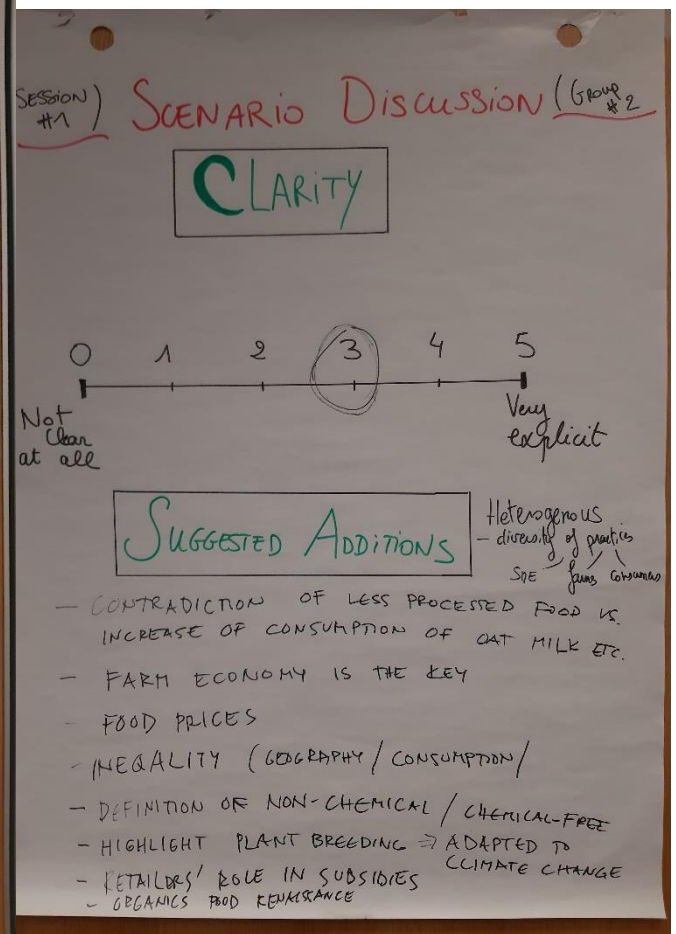 SESSION #1) SCENARIO DISCUSSION (GROUP #2
CLARITY
0 1 2 3 4 5
Not Clear at all
Very explicit
SUGGESTED ADDITIONS
Heterogenous
- diversity of practices
farms consumers
- CONTRADICTION OF LESS PROCESSED FOOD VS.
INCREASE OF CONSUMPTION OF OAT MILK ETC.
- FARM ECONOMY IS THE KEY
- FOOD PRICES
- INEQALITY (GEOGRAPHY / CONSUMPTION /
- DEFINITION OF NON-CHEMICAL / CHEMICAL-FREE
- HIGHLIGHT PLANT BREEDING => ADAPTED TO
CLIMATE CHANGE
- RETAILORS' ROLE IN SUBSIDIES
- ORGANICS FOOD RENAISSANCE